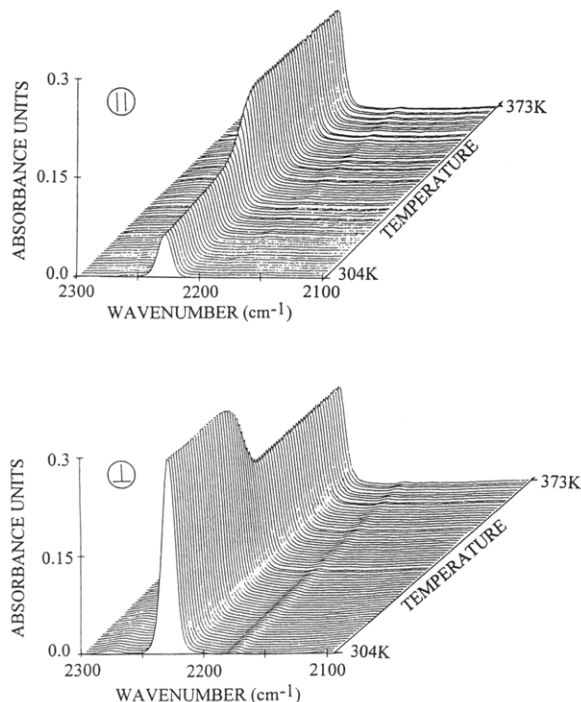 ABSORBANCE UNITS
0.3
0.15
0.0
2300
2200
2100
WAVENUMBER (cm-1)
304K
TEMPERATURE
373K
ABSORBANCE UNITS
0.3
0.15
0.0
2300
2200
2100
WAVENUMBER (cm-1)
304K
TEMPERATURE
373K